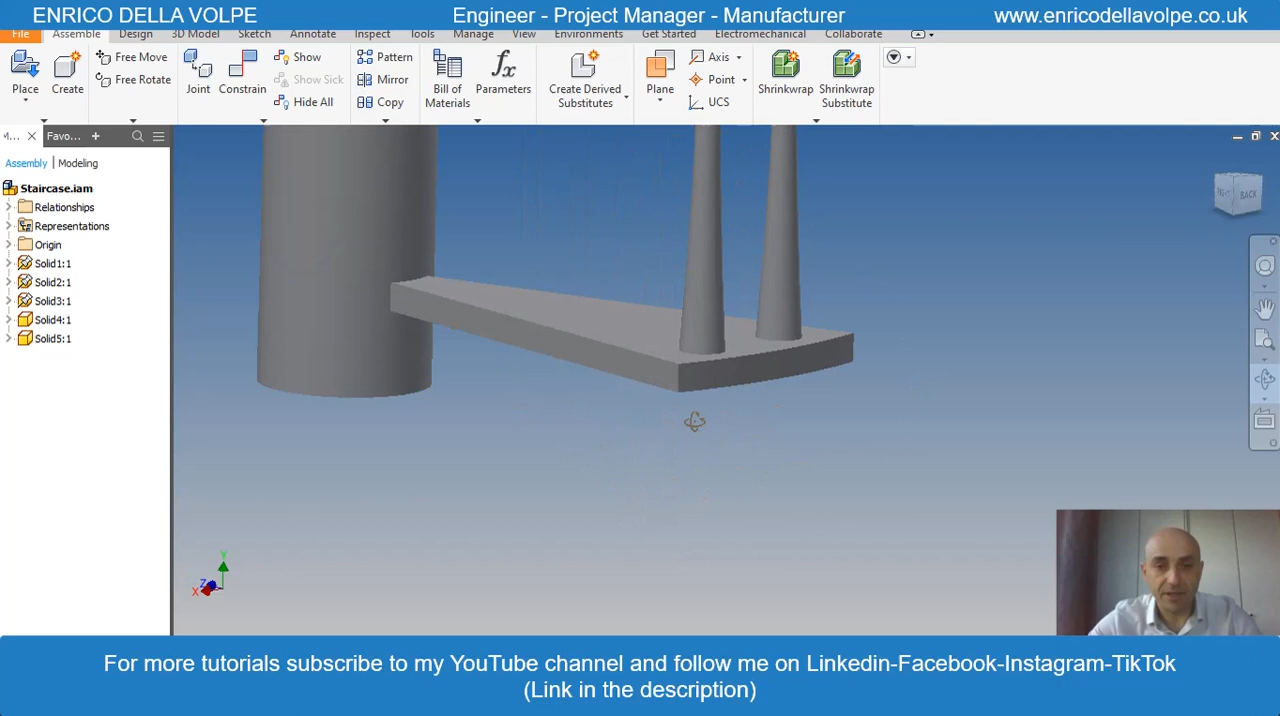 ENRICO DELLA VOLPE
Engineer - Project Manager - Manufacturer
www.enricodellavolpe.co.uk
File Assemble Design 3D Model Sketch Annotate Inspect Tools Manage View Environments Get Started Electromechanical Collaborate
Place
Create
Free Move
Free Rotate
Joint
Constrain
Show
Show Sick
Hide All
Pattern
Mirror
Copy
Bill of
Materials
fx
Parameters
Create Derived
Substitutes
Plane
Axis
Point
UCS
Shrinkwrap
Shrinkwrap
Substitute
M... Favo...
Assembly Modeling
Staircase.iam
Relationships
Representations
Origin
Solid1:1
Solid2:1
Solid3:1
Solid4:1
Solid5:1
BACK
Y
Z
X
For more tutorials subscribe to my YouTube channel and follow me on Linkedin-Facebook-Instagram-TikTok
(Link in the description)